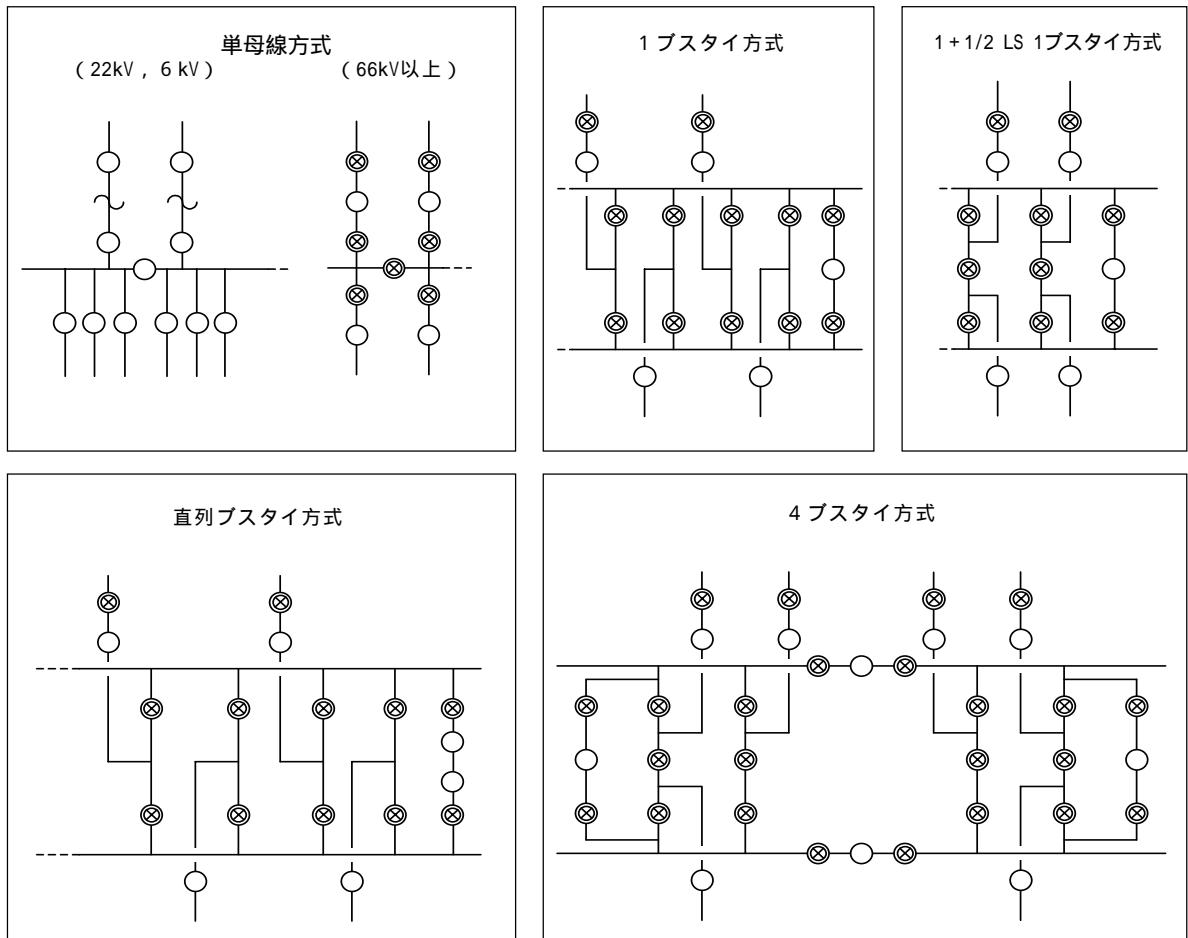 単母線方式
（22kV，6kV） （66kV以上）
1ブスタイ方式
1+1/2 LS 1ブスタイ方式
直列ブスタイ方式
4ブスタイ方式